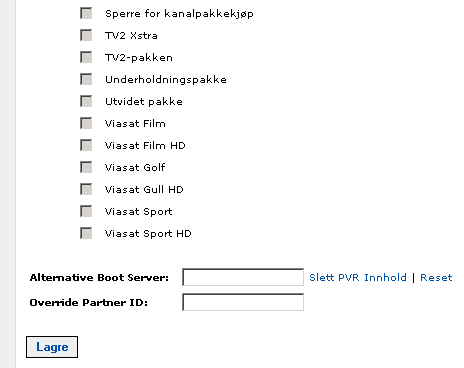 Sperre for kanalpakkekjøp
TV2 Xstra
TV2-pakken
Underholdningspakke
Utvidet pakke
Viasat Film
Viasat Film HD
Viasat Golf
Viasat Gull HD
Viasat Sport
Viasat Sport HD
Alternative Boot Server: Slett PVR Innhold | Reset
Override Partner ID:
Lagre